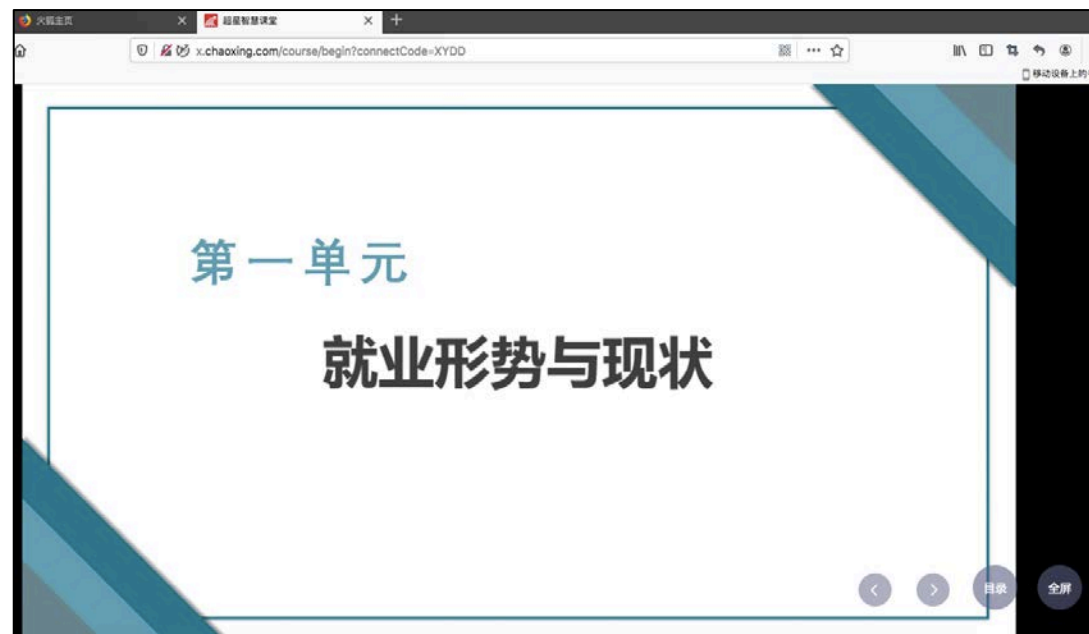 火狐主页
超星智慧课堂
x.chaoxing.com/course/begin?connectCode=XYDD
移动设备上的
第一单元
就业形势与现状
目录
全屏